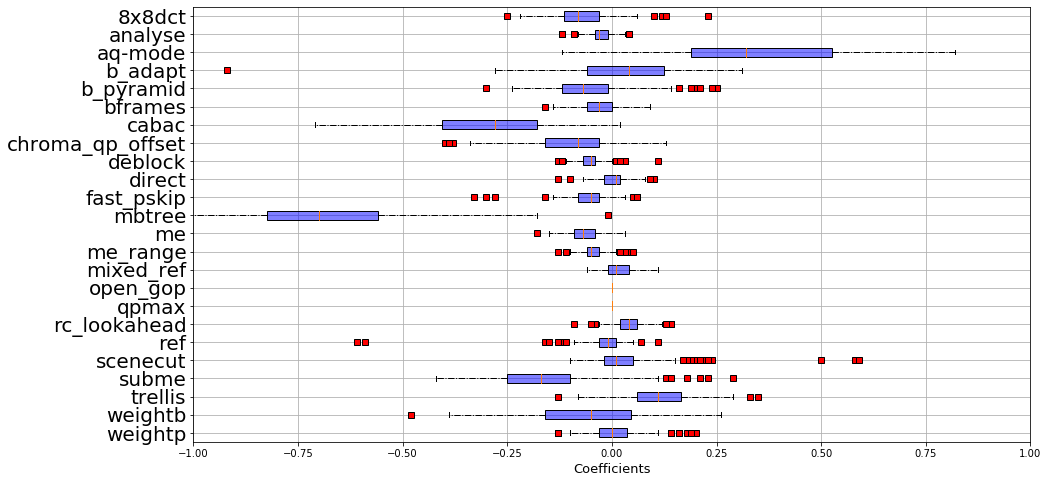 8x8dct
analyse
aq-mode
b_adapt
b_pyramid
bframes
cabac
chroma_qp_offset
deblock
direct
fast_pskip
mbtree
me
me_range
mixed_ref
open_gop
qpmax
rc_lookahead
ref
scenecut
subme
trellis
weightb
weightp
−1.00 −0.75 −0.50 −0.25 0.00 0.25 0.50 0.75 1.00
Coefficients